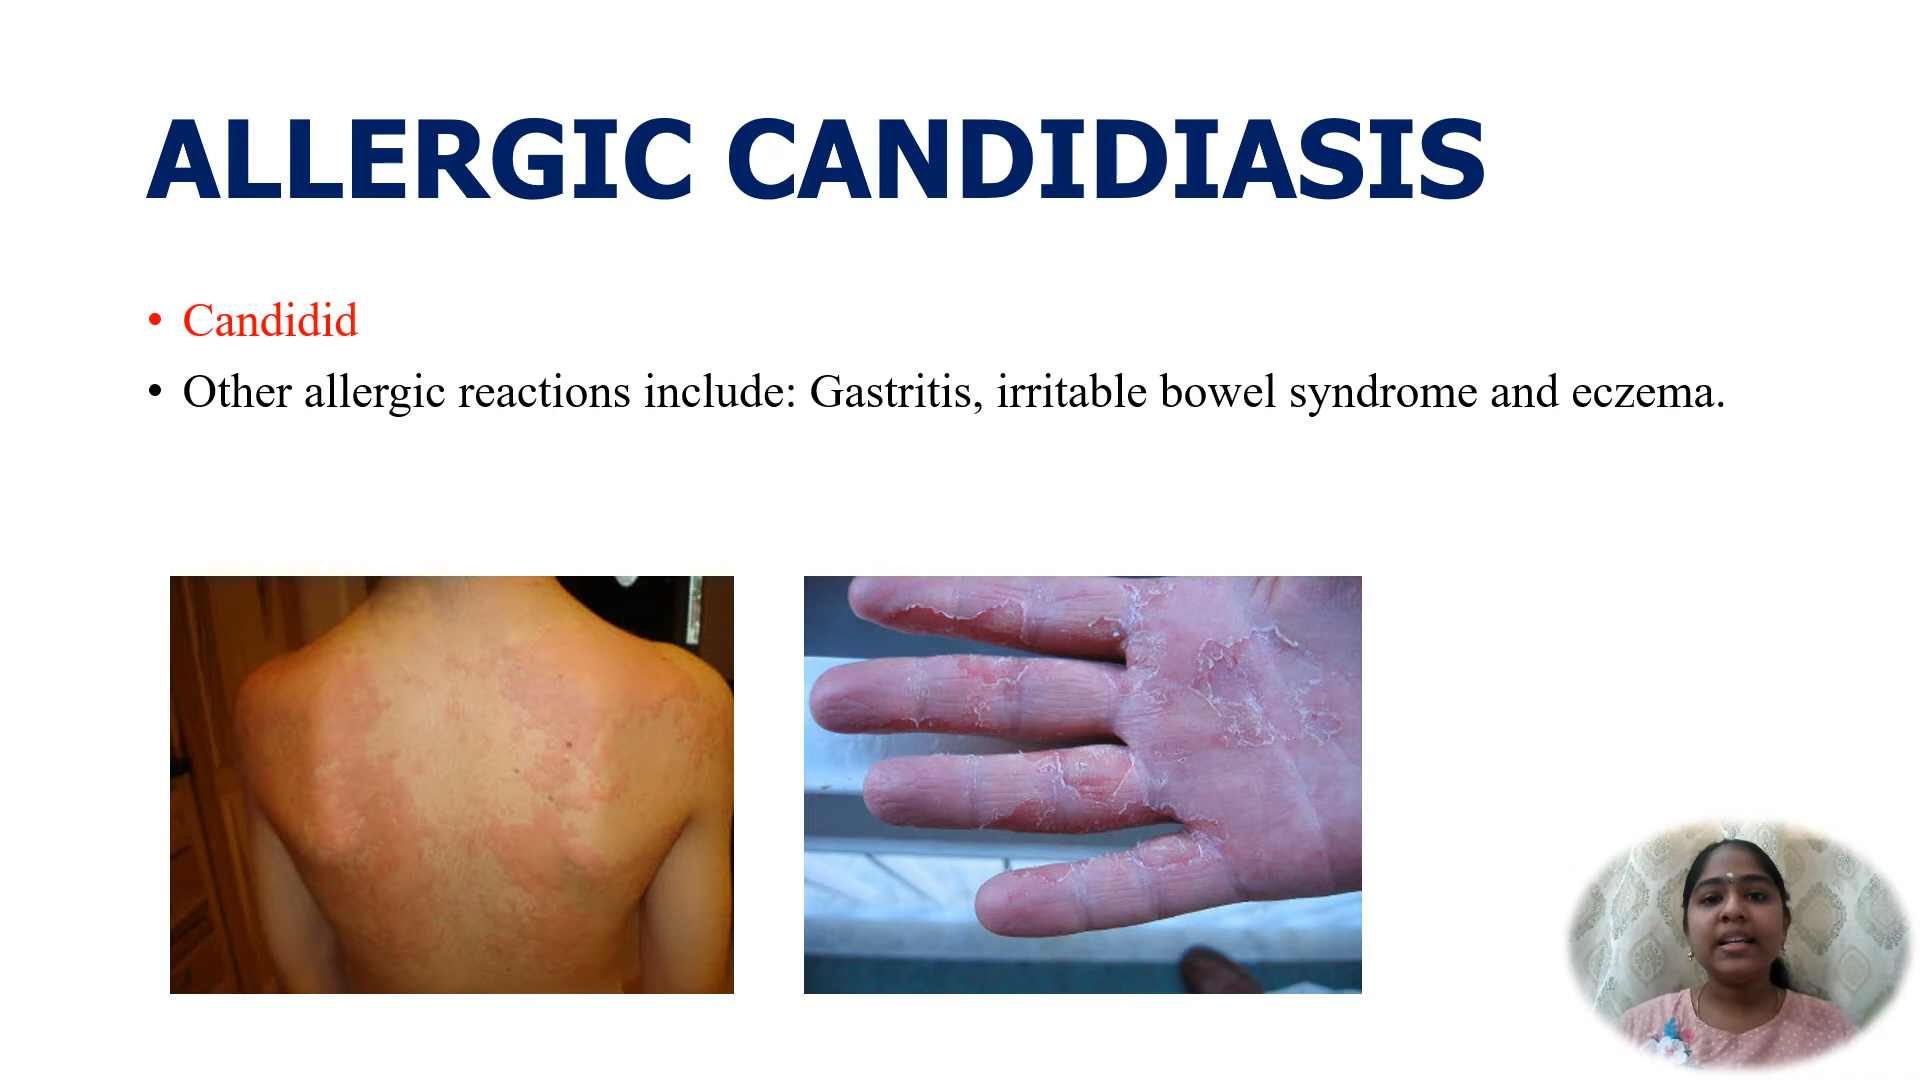 ALLERGIC CANDIDIASIS
• Candidid
• Other allergic reactions include: Gastritis, irritable bowel syndrome and eczema.